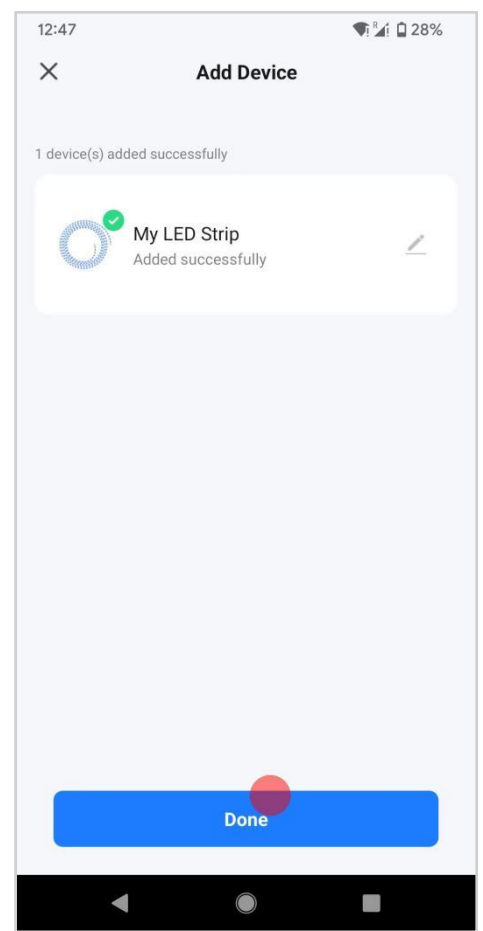 12:47
R
28%
Add Device
1 device(s) added successfully
My LED Strip
Added successfully
Done